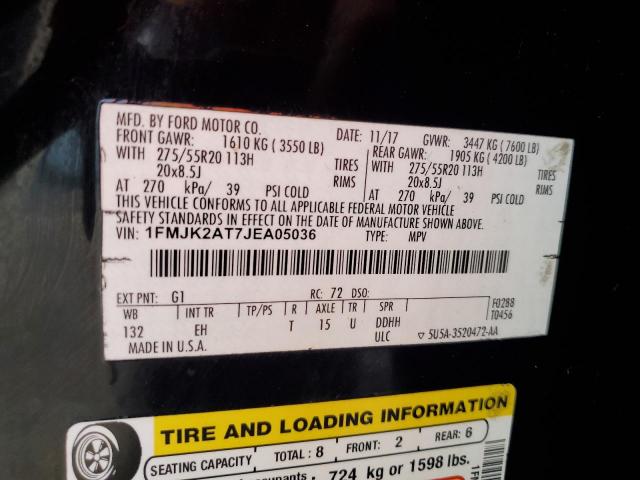 MFD. BY FORD MOTOR CO. DATE: 11/17 GVWR: 3447 KG (7600 LB)
FRONT GAWR: 1610 KG (3550 LB) REAR GAWR: 1905 KG (4200 LB)
WITH 275/55R20 113H TIRES WITH 275/55R20 113H TIRES
20x8.5J RIMS 20x8.5J RIMS
AT 270 kPa/ 39 PSI COLD AT 270 kPa/ 39 PSI COLD
THIS VEHICLE CONFORMS TO ALL APPLICABLE FEDERAL MOTOR VEHICLE
SAFETY STANDARDS IN EFFECT ON THE DATE OF MANUFACTURE SHOWN ABOVE.
VIN: 1FMJK2AT7JEA05036 TYPE: MPV
EXT PNT: G1 RC: 72 DSO: F0288
WB INT TR TP/PS R AXLE TR SPR T0456
132 EH T 15 U DDHH
ULC 5U5A-3520472-AA
MADE IN U.S.A.
TIRE AND LOADING INFORMATION
SEATING CAPACITY TOTAL: 8 FRONT: 2 REAR: 6
724 kg or 1598 lbs.